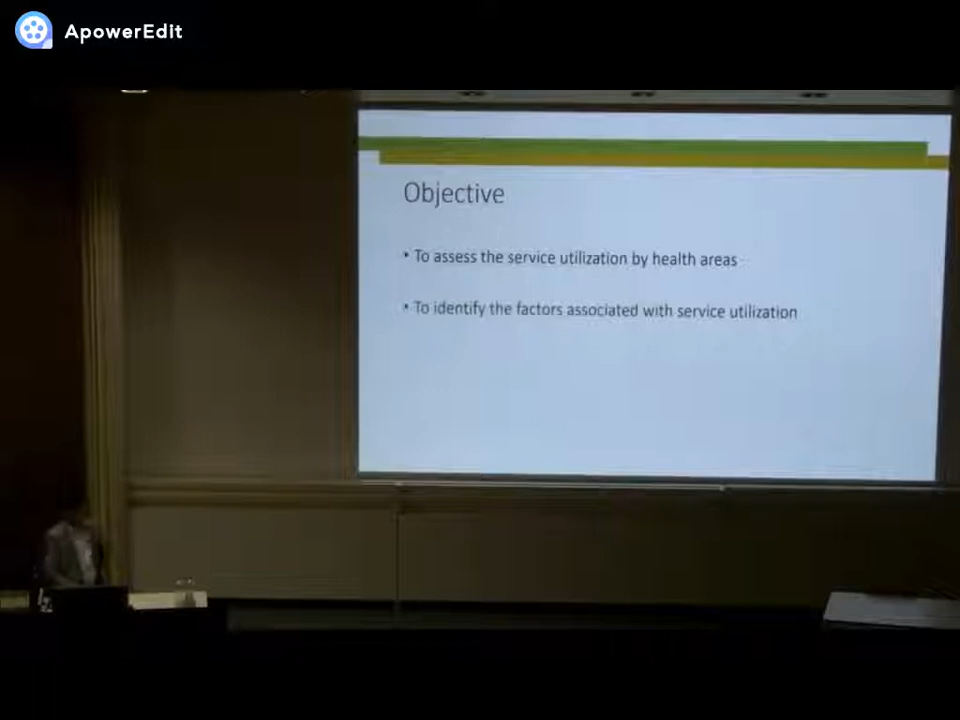 ApowerEdit
Objective
• To assess the service utilization by health areas
• To identify the factors associated with service utilization